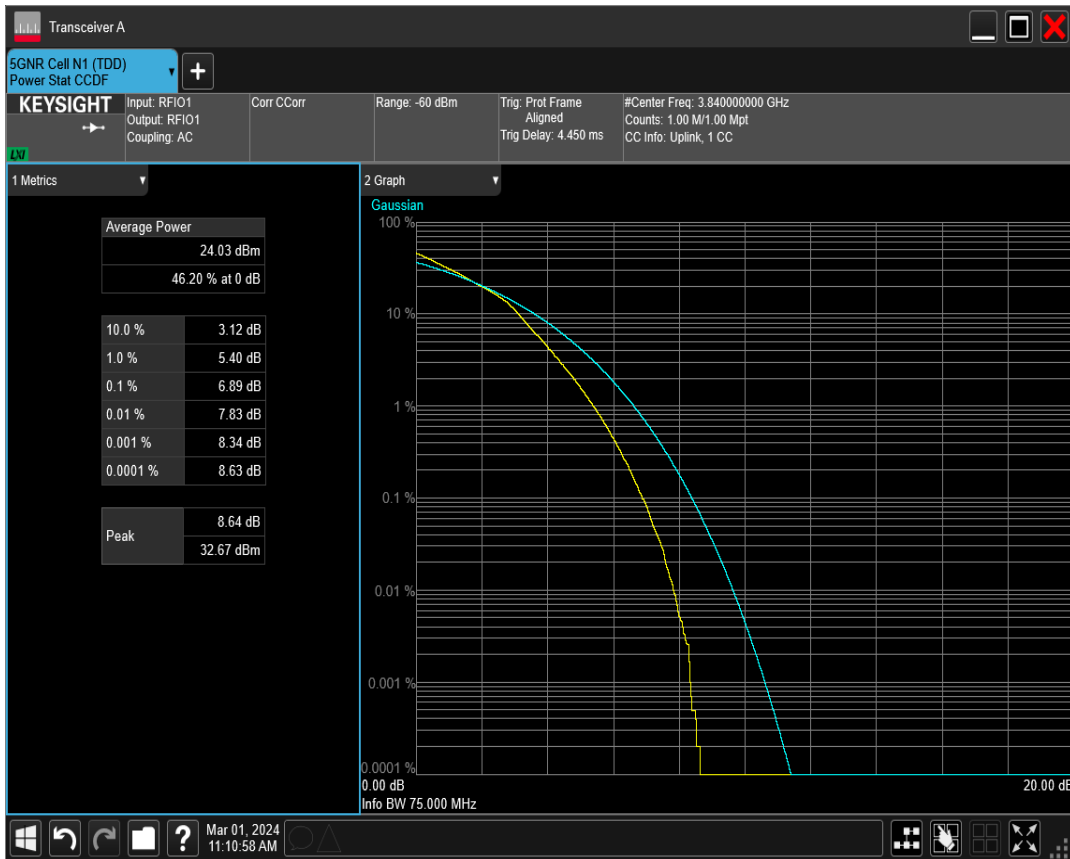 Transceiver A
5GNR Cell N1 (TDD)
Power Stat CCDF
+
KEYSIGHT
LXI
Input: RFIO1
Output: RFIO1
Coupling: AC
Corr CCorr
Range: -60 dBm
Trig: Prot Frame
Aligned
Trig Delay: 4.450 ms
#Center Freq: 3.840000000 GHz
Counts: 1.00 M/1.00 Mpt
CC Info: Uplink, 1 CC
1 Metrics
Average Power
24.03 dBm
46.20 % at 0 dB
10.0 % 3.12 dB
1.0 % 5.40 dB
0.1 % 6.89 dB
0.01 % 7.83 dB
0.001 % 8.34 dB
0.0001 % 8.63 dB
Peak
8.64 dB
32.67 dBm
2 Graph
Gaussian
100 %
10 %
1 %
0.1 %
0.01 %
0.001 %
0.0001 %
0.00 dB 20.00 dB
Info BW 75.000 MHz
?
Mar 01, 2024
11:10:58 AM